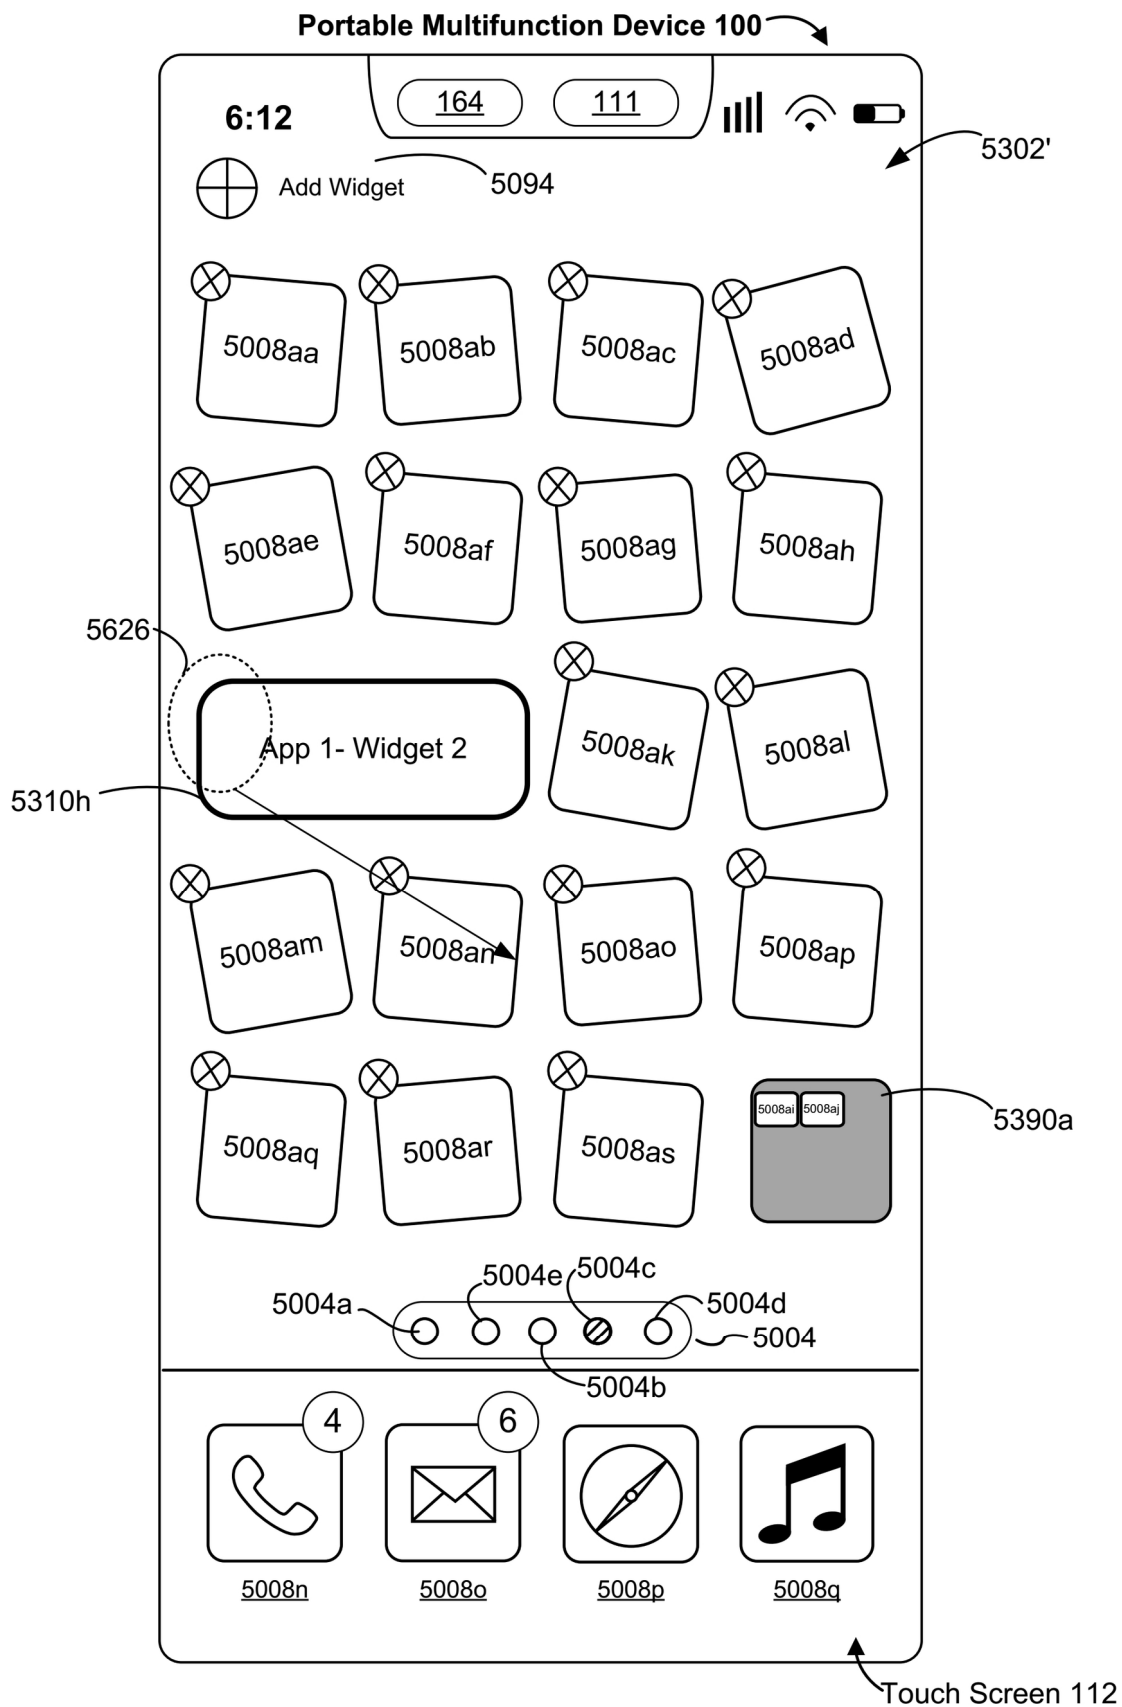 Portable Multifunction Device 100
6:12
164
111
5302'
Add Widget
5094
5008aa
5008ab
5008ac
5008ad
5008ae
5008af
5008ag
5008ah
5626
App 1- Widget 2
5008ak
5008al
5310h
5008am
5008an
5008ao
5008ap
5008aq
5008ar
5008as
5008ai
5008aj
5390a
5004e
5004c
5004a
5004d
5004
5004b
4
6
5008n
5008o
5008p
5008q
Touch Screen 112